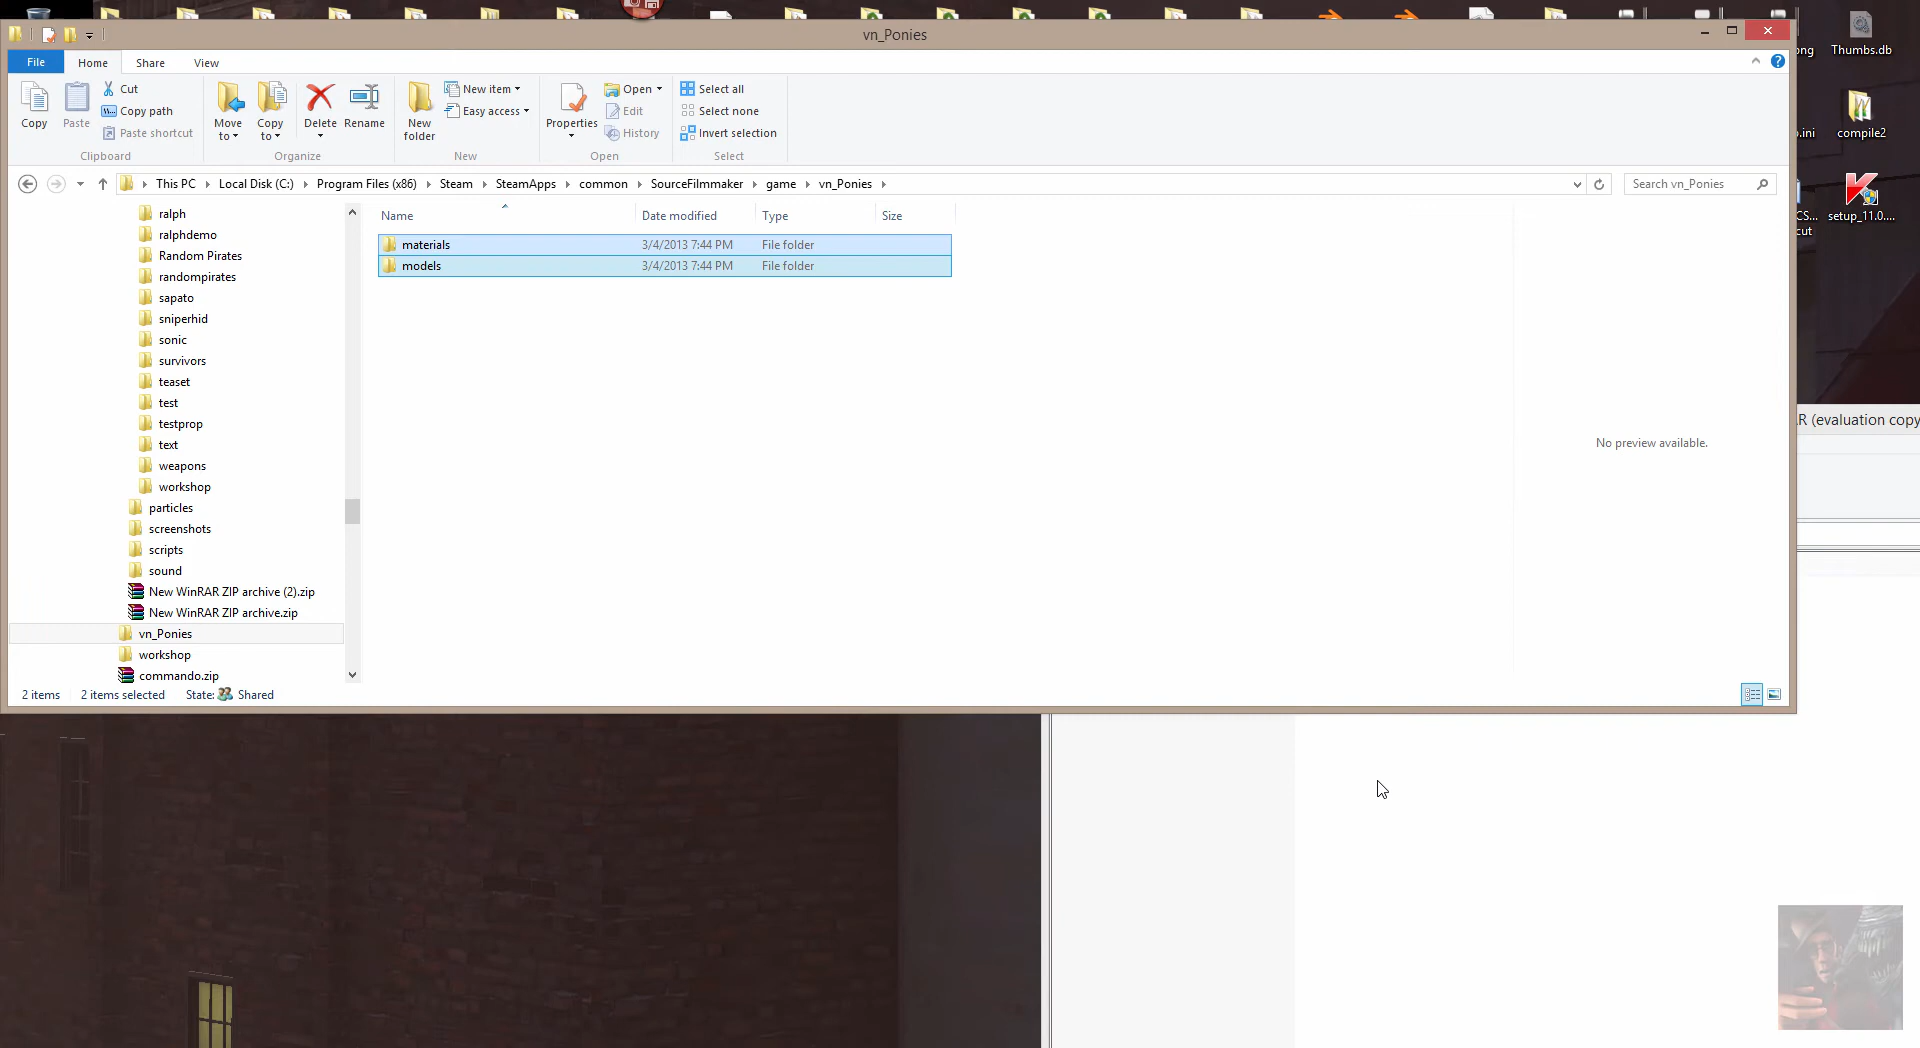 vn_Ponies
File
Home
Share
View
Copy
Paste
Cut
Copy path
Paste shortcut
Clipboard
Move to
Copy to
Delete
Rename
Organize
New folder
New item
Easy access
New
Properties
Open
Edit
History
Open
Select all
Select none
Invert selection
Select
This PC
Local Disk (C:)
Program Files (x86)
Steam
SteamApps
common
SourceFilmmaker
game
vn_Ponies
Search vn_Ponies
ralph
ralphdemo
Random Pirates
randompirates
sapato
sniperhid
sonic
survivors
teaset
test
testprop
text
weapons
workshop
particles
screenshots
scripts
sound
New WinRAR ZIP archive (2).zip
New WinRAR ZIP archive.zip
vn_Ponies
workshop
commando.zip
Name Date modified Type Size
materials 3/4/2013 7:44 PM File folder
models 3/4/2013 7:44 PM File folder
No preview available.
2 items 2 items selected State: Shared
ong
Thumbs.db
.ini
compile2
CS...
cut
setup_11.0....
R (evaluation copy